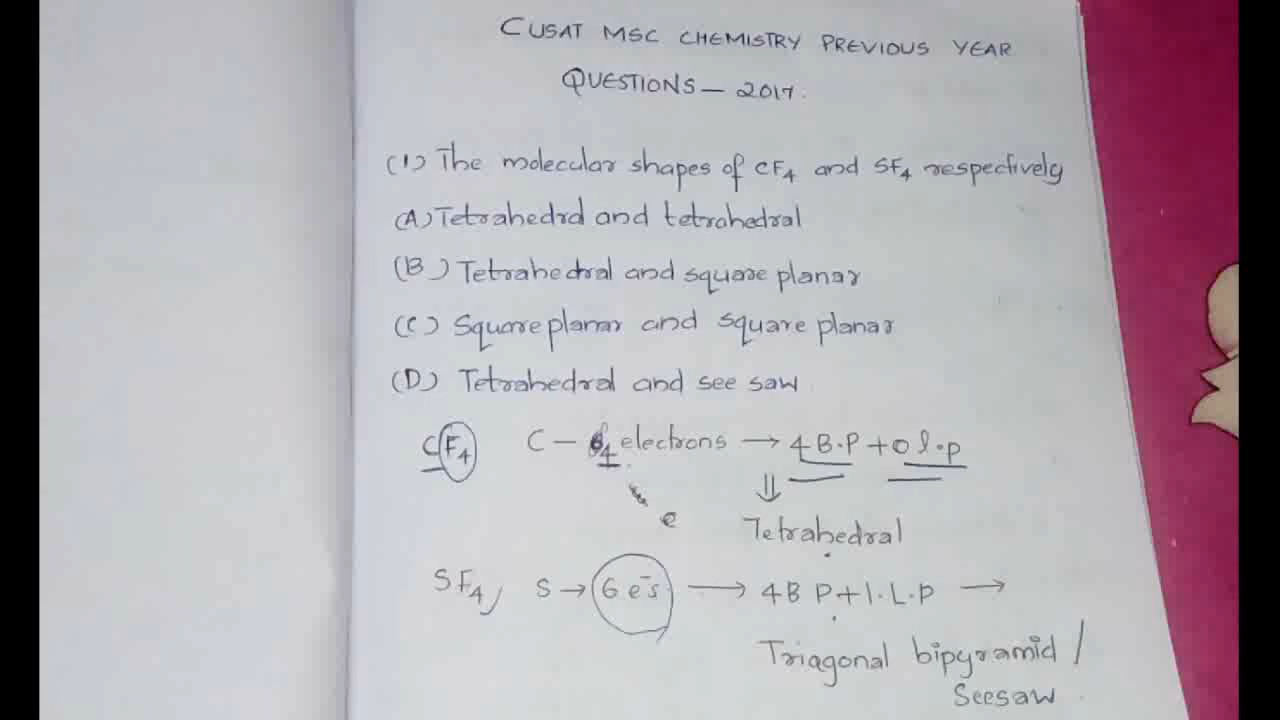 CUSAT MSC CHEMISTRY PREVIOUS YEAR
QUESTIONS — 2017.
(1) The molecular shapes of CF4 and SF4 respectively
(A) Tetrahedrd and tetrahedral
(B) Tetrahedral and square planar
(C) Square planar and square planar
(D) Tetrahedral and see saw
CF4 C — 4 electrons → 4 B.P + 0 l.p
⇓
e
Tetrahedral
SF4, S → 6 e⁻s → 4 B P + 1. L. P →
Triagonal bipyramid /
Seesaw